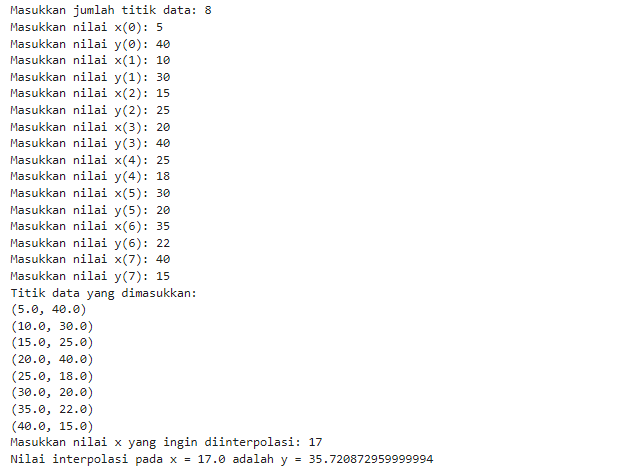 Masukkan jumlah titik data: 8
Masukkan nilai x(0): 5
Masukkan nilai y(0): 40
Masukkan nilai x(1): 10
Masukkan nilai y(1): 30
Masukkan nilai x(2): 15
Masukkan nilai y(2): 25
Masukkan nilai x(3): 20
Masukkan nilai y(3): 40
Masukkan nilai x(4): 25
Masukkan nilai y(4): 18
Masukkan nilai x(5): 30
Masukkan nilai y(5): 20
Masukkan nilai x(6): 35
Masukkan nilai y(6): 22
Masukkan nilai x(7): 40
Masukkan nilai y(7): 15
Titik data yang dimasukkan:
(5.0, 40.0)
(10.0, 30.0)
(15.0, 25.0)
(20.0, 40.0)
(25.0, 18.0)
(30.0, 20.0)
(35.0, 22.0)
(40.0, 15.0)
Masukkan nilai x yang ingin diinterpolasi: 17
Nilai interpolasi pada x = 17.0 adalah y = 35.720872959999994